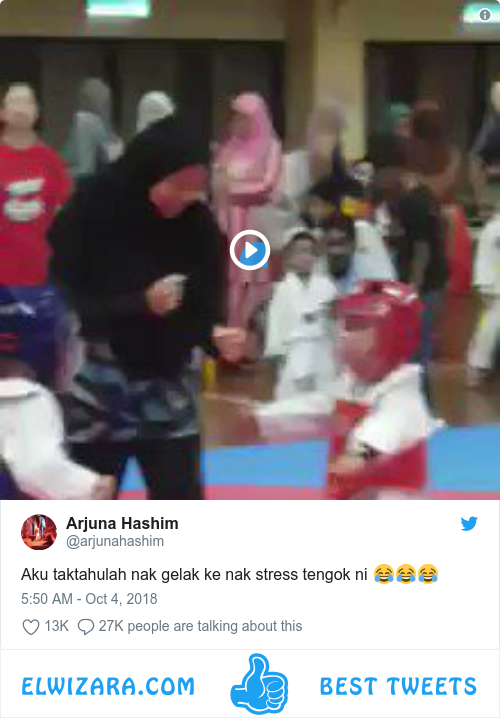 Arjuna Hashim
@arjunahashim
Aku taktahulah nak gelak ke nak stress tengok ni 😂😂😂
5:50 AM - Oct 4, 2018
13K 27K people are talking about this
ELWIZARA.COM BEST TWEETS